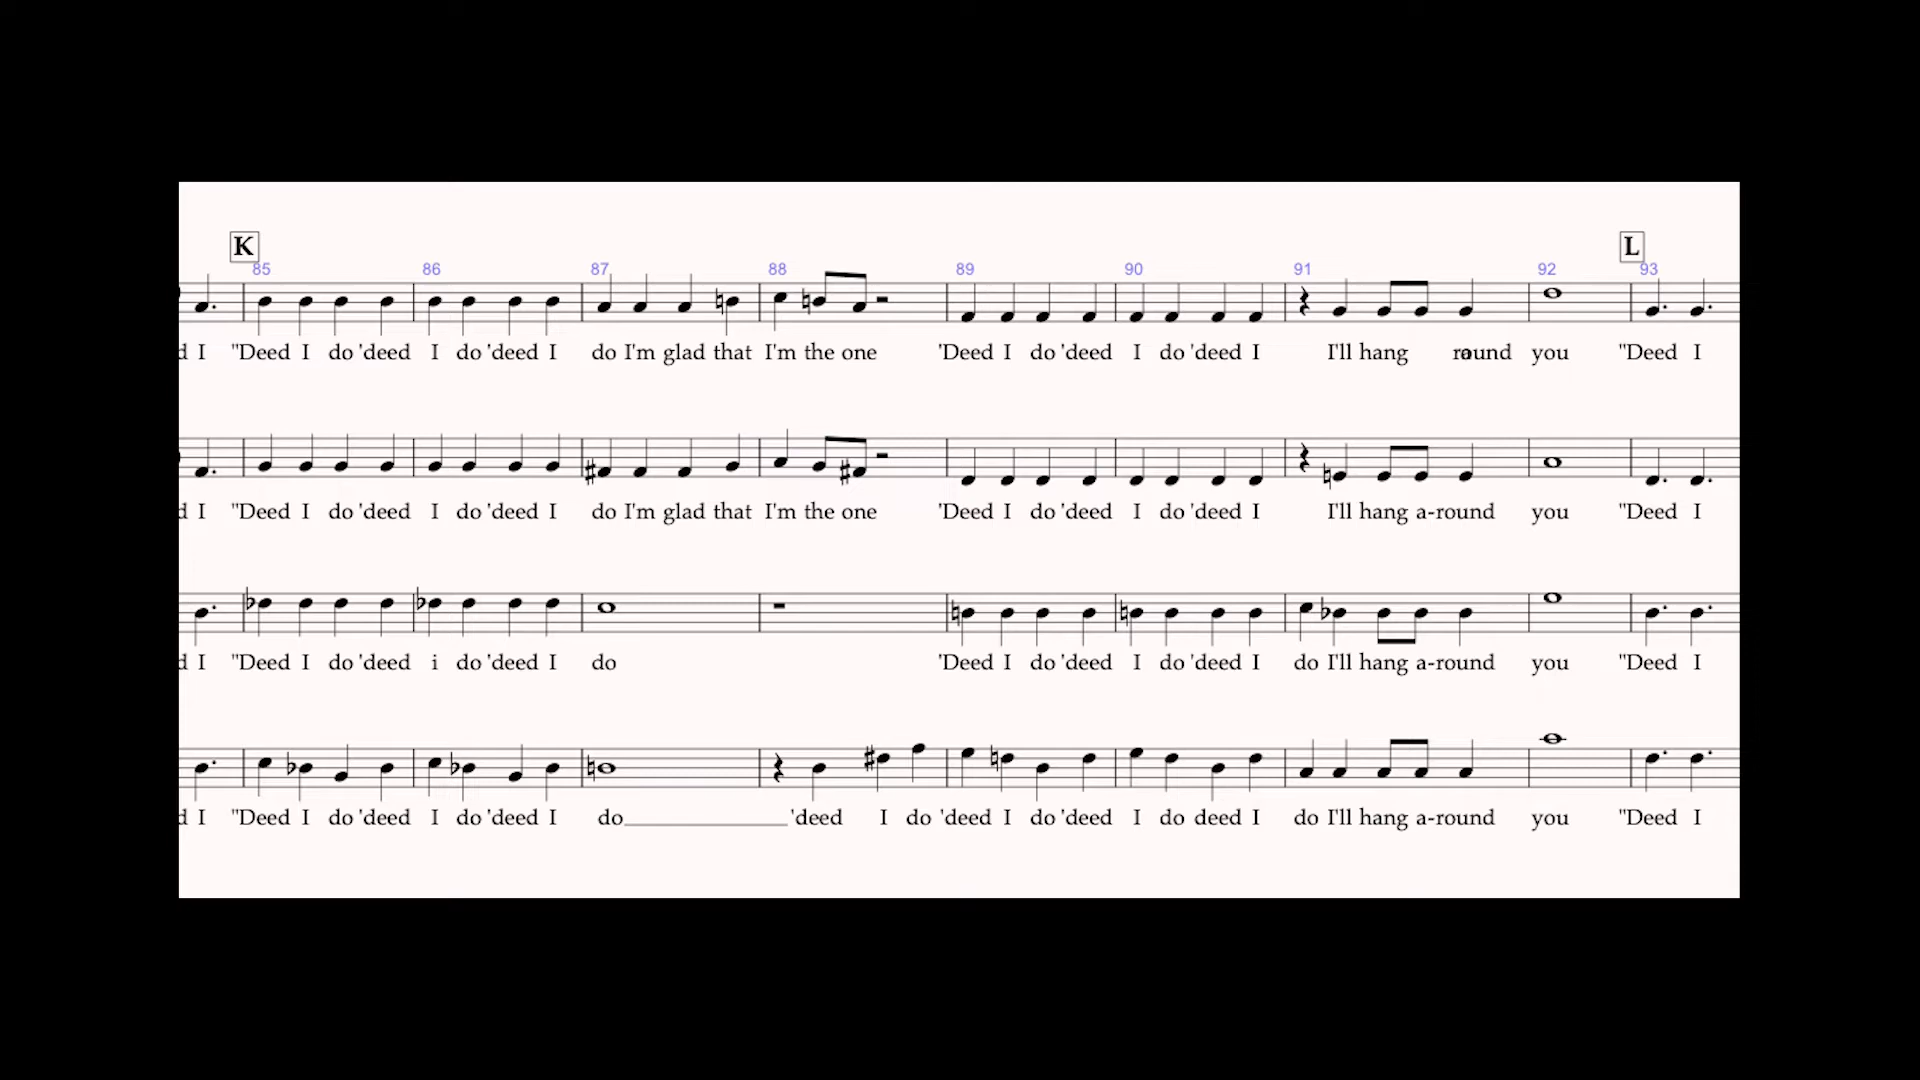 K L
85 86 87 88 89 90 91 92 93
d I "Deed I do 'deed I do 'deed I do I'm glad that I'm the one 'Deed I do 'deed I do 'deed I I'll hang round you "Deed I
d I "Deed I do 'deed I do 'deed I do I'm glad that I'm the one 'Deed I do 'deed I do 'deed I I'll hang a-round you "Deed I
d I "Deed I do 'deed i do 'deed I do 'Deed I do 'deed I do 'deed I do I'll hang a-round you "Deed I
d I "Deed I do 'deed I do 'deed I do 'deed I do 'deed I do 'deed I do deed I do I'll hang a-round you "Deed I